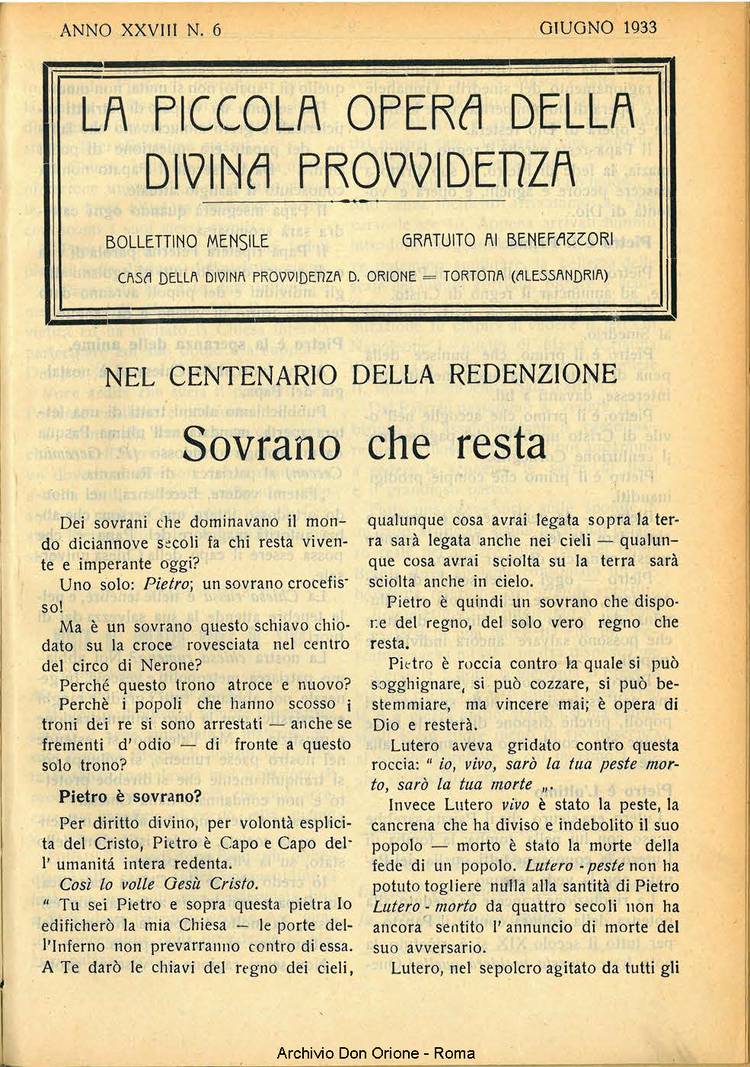 ANNO XXVIII N. 6
GIUGNO 1933
LA PICCOLA OPERA DELLA
DIVINA PROVVIDENZA
BOLLETTINO MENSILE
GRATUITO AI BENEFAZZORI
CASA DELLA DIVINA PROVVIDENZA D. ORIONE = TORTONA (ALESSANDRIA)
NEL CENTENARIO DELLA REDENZIONE
Sovrano che resta
Dei sovrani che dominavano il mon-
do diciannove secoli fa chi resta viven-
te e imperante oggi?
Uno solo: Pietro; un sovrano crocefis-
so!
Ma è un sovrano questo schiavo chio-
dato su la croce rovesciata nel centro
del circo di Nerone?
Perché questo trono atroce e nuovo?
Perchè i popoli che hanno scosso i
troni dei re si sono arrestati — anche se
frementi d' odio — di fronte a questo
solo trono?
Pietro è sovrano?
Per diritto divino, per volontà esplici-
ta del Cristo, Pietro è Capo e Capo del-
l' umanitá intera redenta.
Così lo volle Gesù Cristo.
" Tu sei Pietro e sopra questa pietra Io
edificherò la mia Chiesa — le porte del-
l'Inferno non prevarranno contro di essa.
A Te darò le chiavi del regno dei cieli,
qualunque cosa avrai legata sopra la ter-
ra sarà legata anche nei cieli — qualun-
que cosa avrai sciolta su la terra sarà
sciolta anche in cielo.
Pietro è quindi un sovrano che dispo-
ne del regno, del solo vero regno che
resta.
Pietro è roccia contro la quale si può
sogghignare, si può cozzare, si può be-
stemmiare, ma vincere mai; è opera di
Dio e resterà.
Lutero aveva gridato contro questa
roccia: " io, vivo, sarò la tua peste mor-
to, sarò la tua morte „.
Invece Lutero vivo è stato la peste, la
cancrena che ha diviso e indebolito il suo
popolo — morto è stato la morte della
fede di un popolo. Lutero - peste non ha
potuto togliere nulla alla santità di Pietro
Lutero - morto da quattro secoli non ha
ancora sentito l' annuncio di morte del
suo avversario.
Lutero, nel sepolcro agitato da tutti gli
Archivio Don Orione - Roma